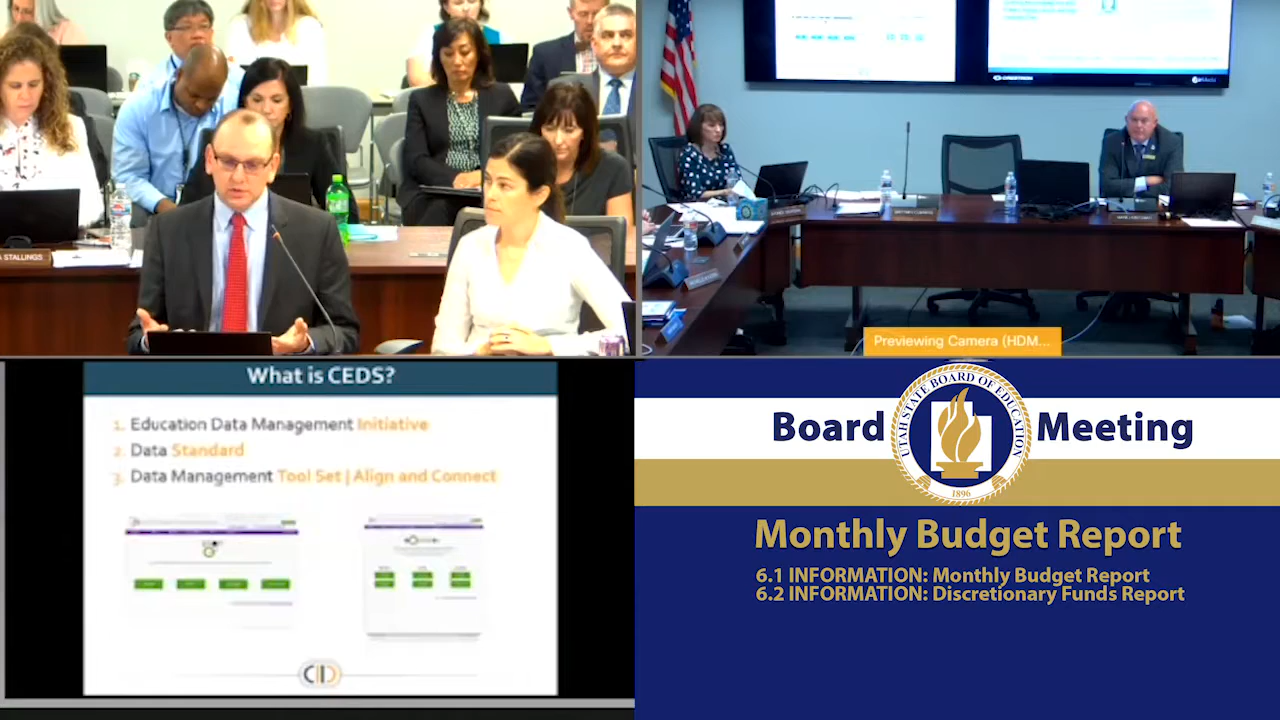 A STALLINGS
Previewing Camera (HDM...
What is CEDS?
1. Education Data Management Initiative
2. Data Standard
3. Data Management Tool Set | Align and Connect
Board Meeting
UTAH STATE BOARD OF EDUCATION
1896
Monthly Budget Report
6.1 INFORMATION: Monthly Budget Report
6.2 INFORMATION: Discretionary Funds Report